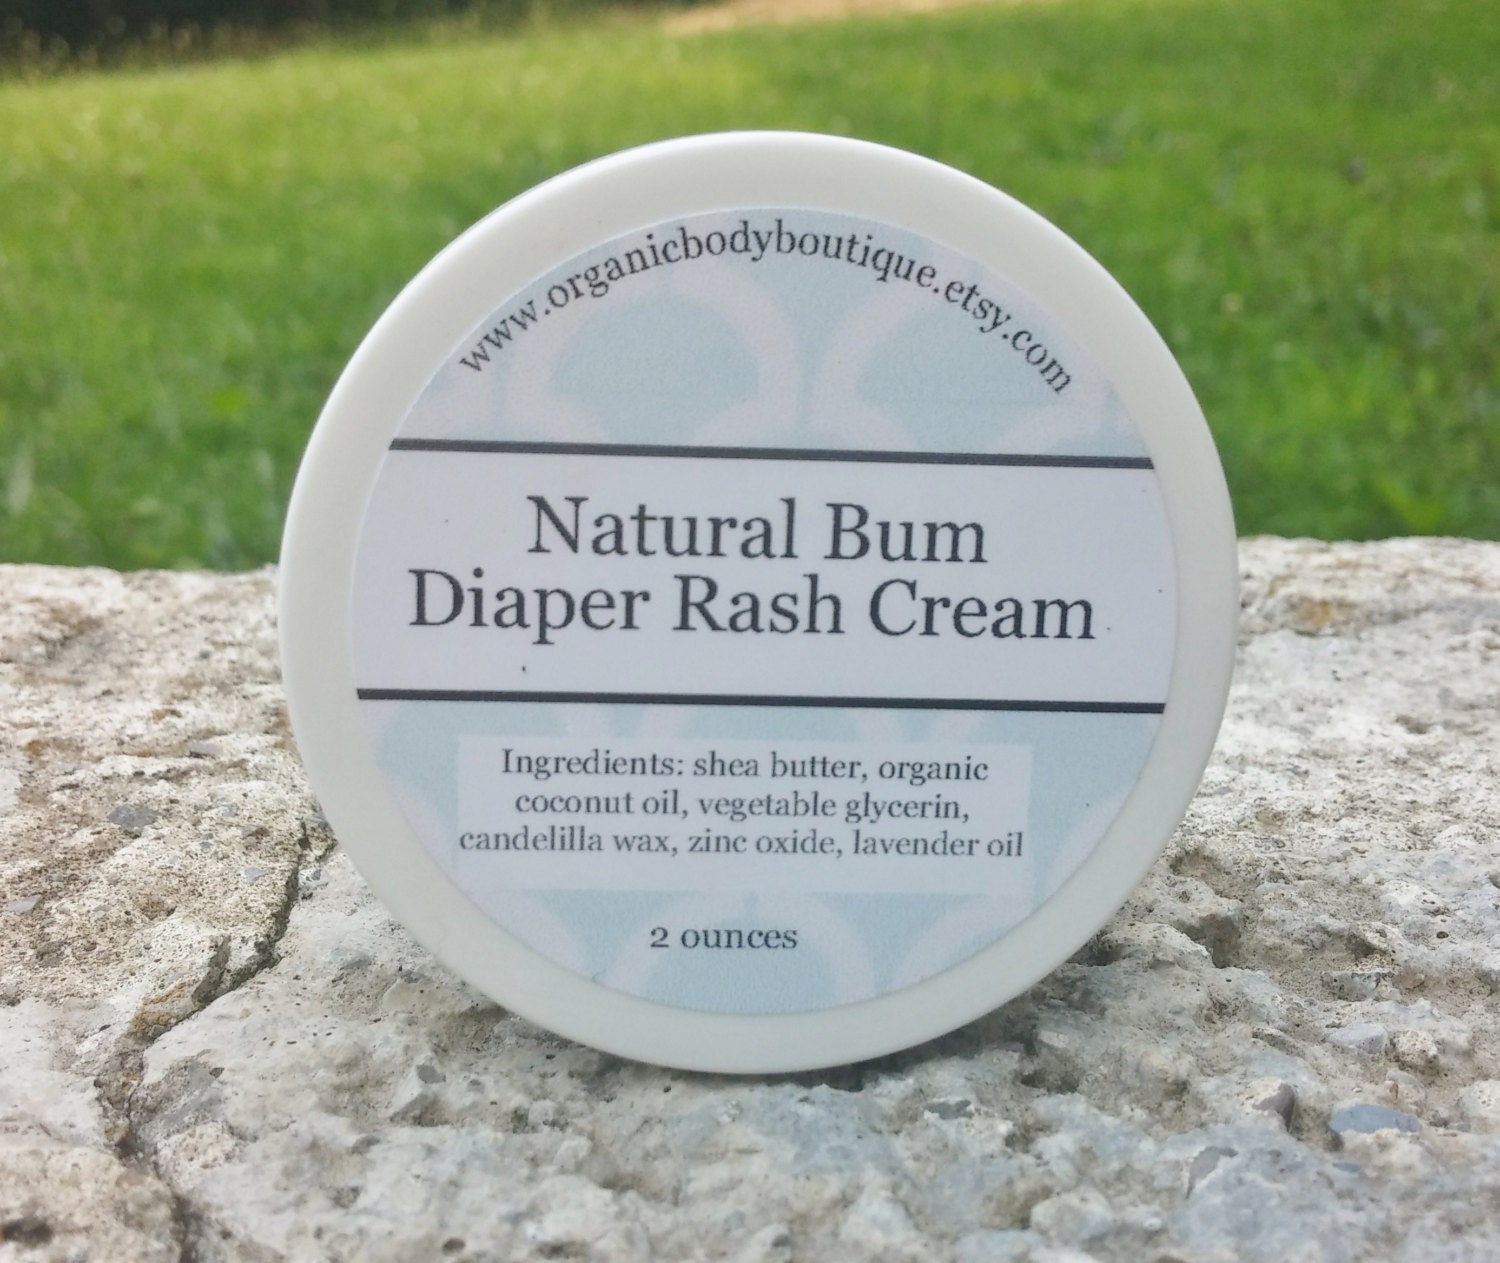 www.organicbodyboutique.etsy.com
Natural Bum
Diaper Rash Cream
Ingredients: shea butter, organic
coconut oil, vegetable glycerin,
candelilla wax, zinc oxide, lavender oil
2 ounces